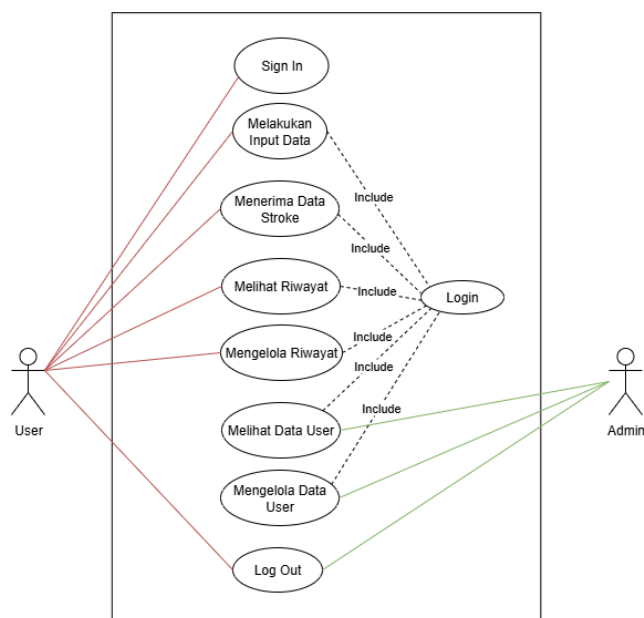 Sign In
Melakukan
Input Data
Menerima Data
Stroke
Melihat Riwayat
Mengelola Riwayat
Melihat Data User
Mengelola Data
User
Log Out
Include
Include
Include
Include
Include
Include
Login
User
Admin